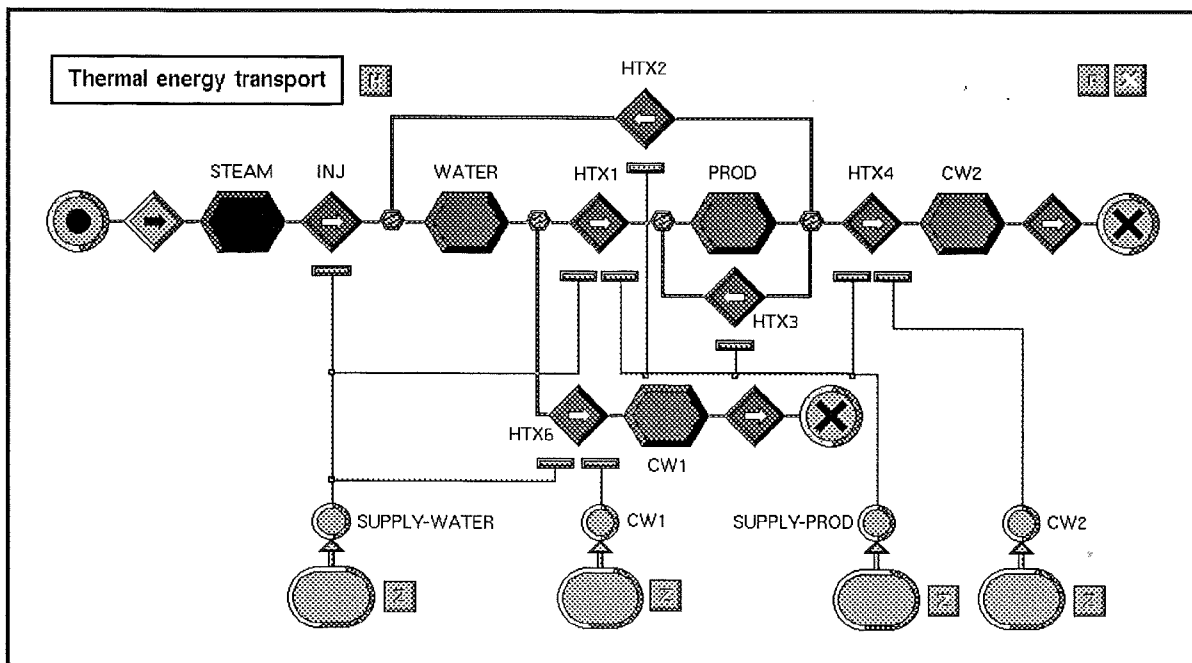 Thermal energy transport
HTX2
STEAM INJ WATER HTX1 PROD HTX4 CW2
HTX3
HTX6
CW1
SUPPLY-WATER CW1 SUPPLY-PROD CW2